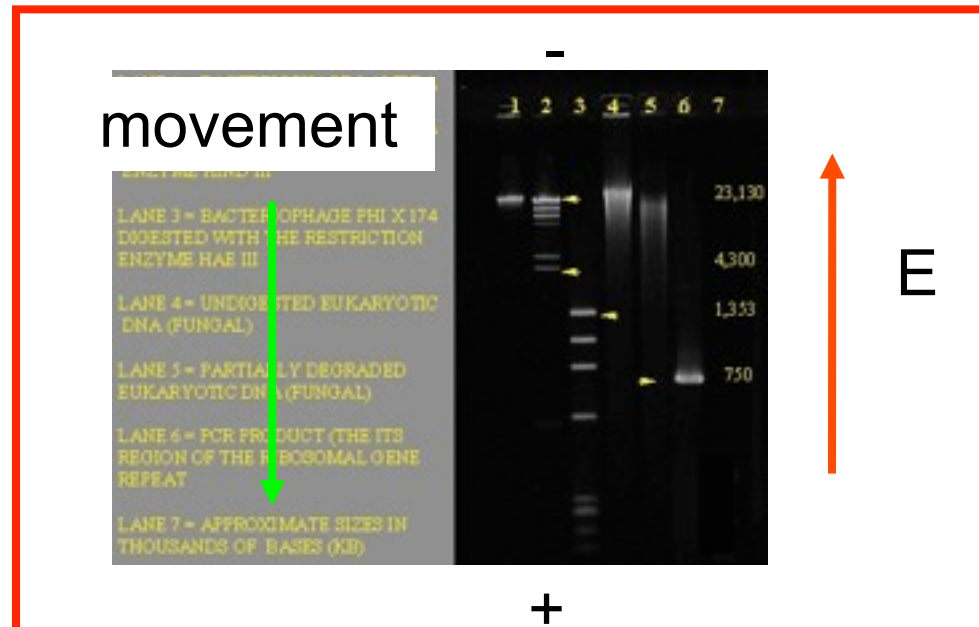 -
movement
1 2 3 4 5 6 7
ENZYME HIND III
23,130
LANE 3 = BACTERIOPHAGE PHI X 174
DIGESTED WITH THE RESTRICTION
ENZYME HAE III
4,300
E
LANE 4 = UNDIGESTED EUKARYOTIC
DNA (FUNGAL)
1,353
LANE 5 = PARTIALLY DEGRADED
EUKARYOTIC DNA (FUNGAL)
750
LANE 6 = PCR PRODUCT (THE ITS
REGION OF THE RIBOSOMAL GENE
REPEAT
LANE 7 = APPROXIMATE SIZES IN
THOUSANDS OF BASES (KB)
+